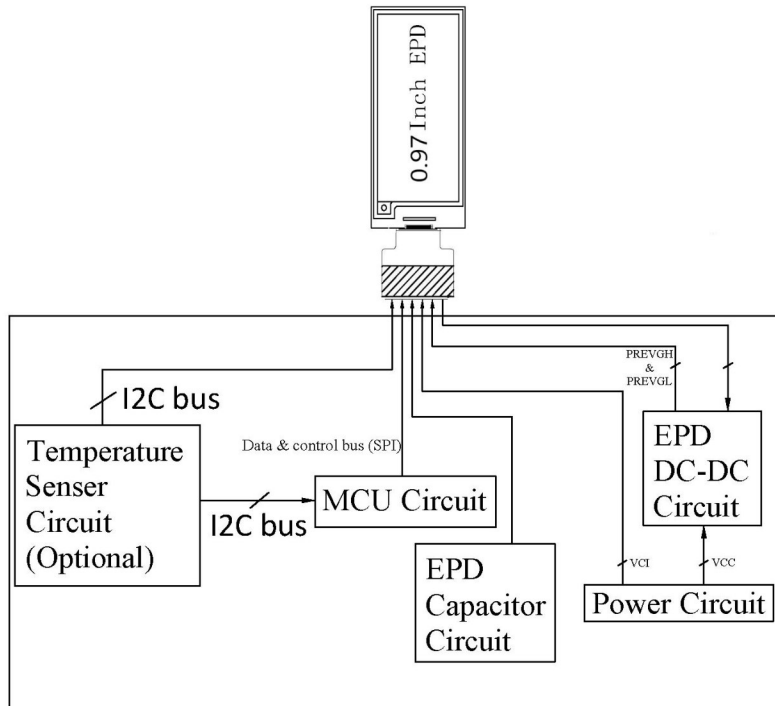 0.97 Inch EPD
PREVGH
&
PREVGL
I2C bus
Temperature
Senser
Circuit
(Optional)
Data & control bus (SPI)
MCU Circuit
I2C bus
EPD
DC-DC
Circuit
EPD
Capacitor
Circuit
VCI
VCC
Power Circuit